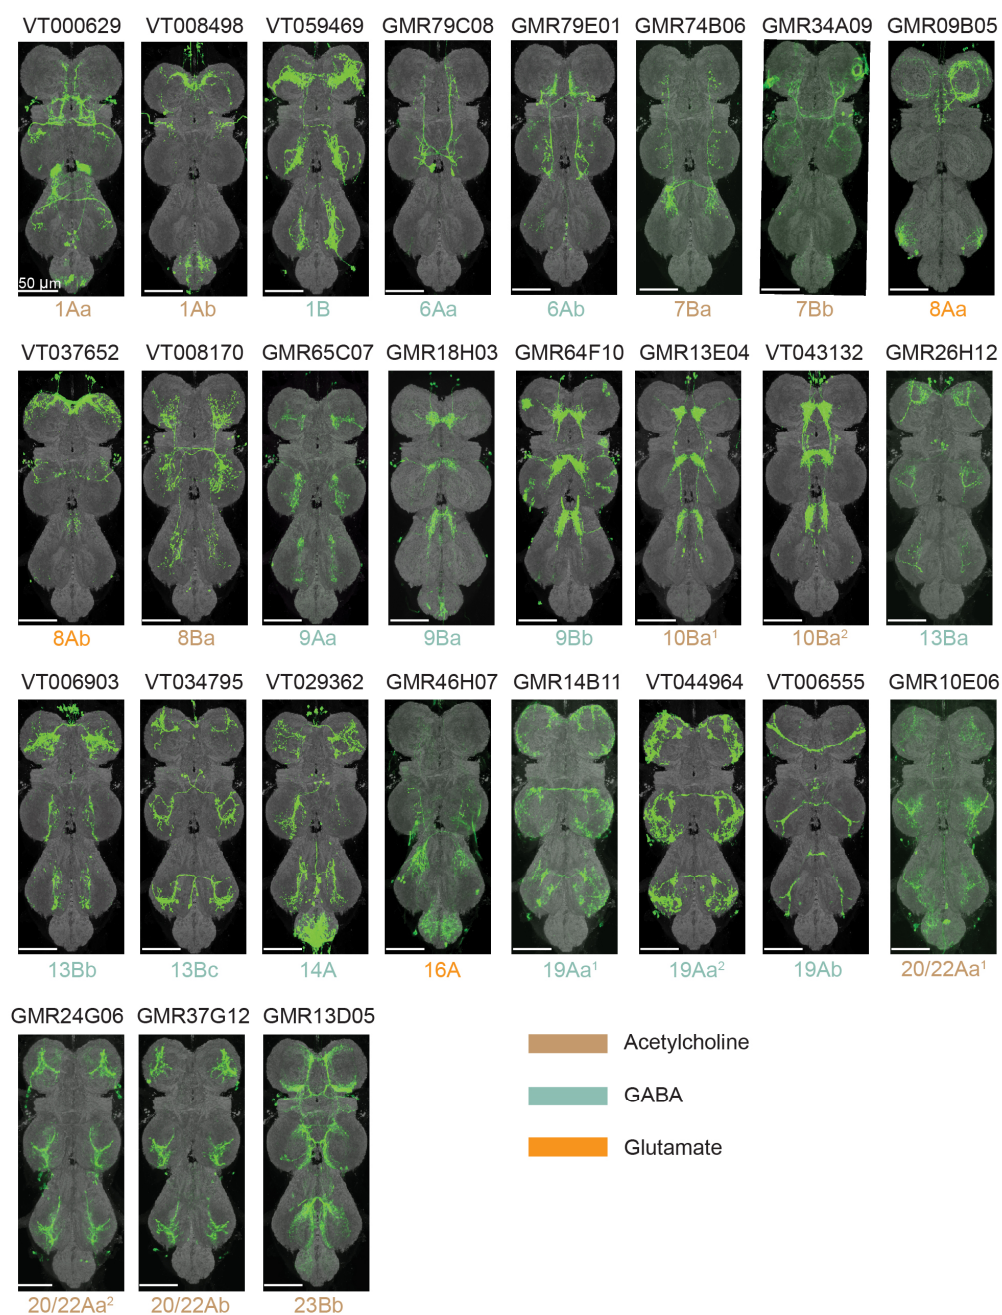 VT000629 VT008498 VT059469 GMR79C08 GMR79E01 GMR74B06 GMR34A09 GMR09B05
50 µm
1Aa 1Ab 1B 6Aa 6Ab 7Ba 7Bb 8Aa
VT037652 VT008170 GMR65C07 GMR18H03 GMR64F10 GMR13E04 VT043132 GMR26H12
8Ab 8Ba 9Aa 9Ba 9Bb 10Ba¹ 10Ba² 13Ba
VT006903 VT034795 VT029362 GMR46H07 GMR14B11 VT044964 VT006555 GMR10E06
13Bb 13Bc 14A 16A 19Aa¹ 19Aa² 19Ab 20/22Aa¹
GMR24G06 GMR37G12 GMR13D05
Acetylcholine
GABA
Glutamate
20/22Aa² 20/22Ab 23Bb